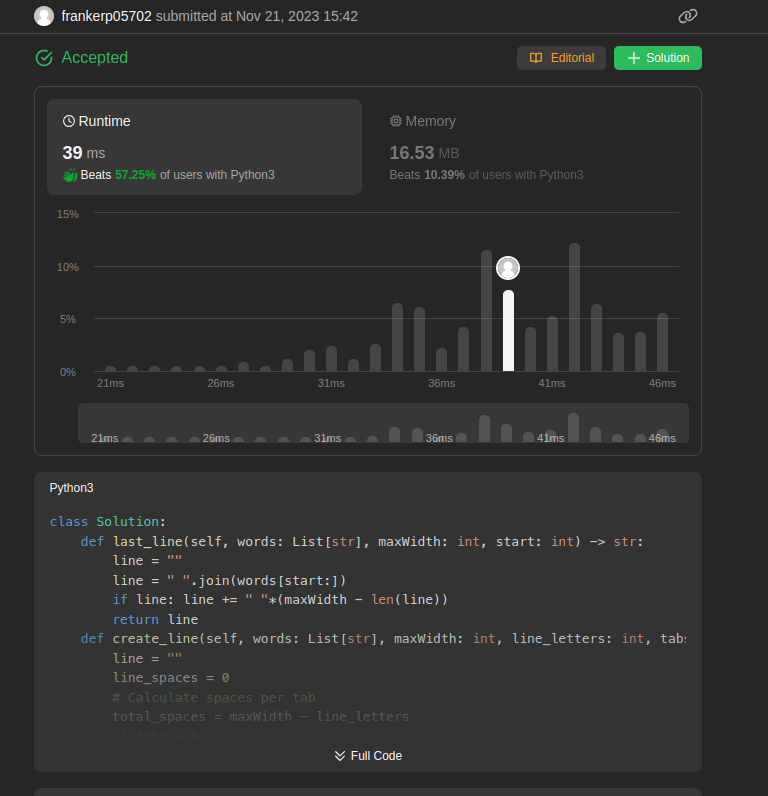 frankerp05702 submitted at Nov 21, 2023 15:42
Accepted
Editorial
Solution
Runtime
39 ms
Beats 57.25% of users with Python3
Memory
16.53 MB
Beats 10.39% of users with Python3
15%
10%
5%
0%
21ms 26ms 31ms 36ms 41ms 46ms
21ms 26ms 31ms 36ms 41ms 46ms
Python3
class Solution:
    def last_line(self, words: List[str], maxWidth: int, start: int) -> str:
        line = ""
        line = " ".join(words[start:])
        if line: line += " "*(maxWidth - len(line))
        return line
    def create_line(self, words: List[str], maxWidth: int, line_letters: int, tabs
        line = ""
        line_spaces = 0
        # Calculate spaces per tab
        total_spaces = maxWidth - line_letters
        if tabs > 0:
Full Code